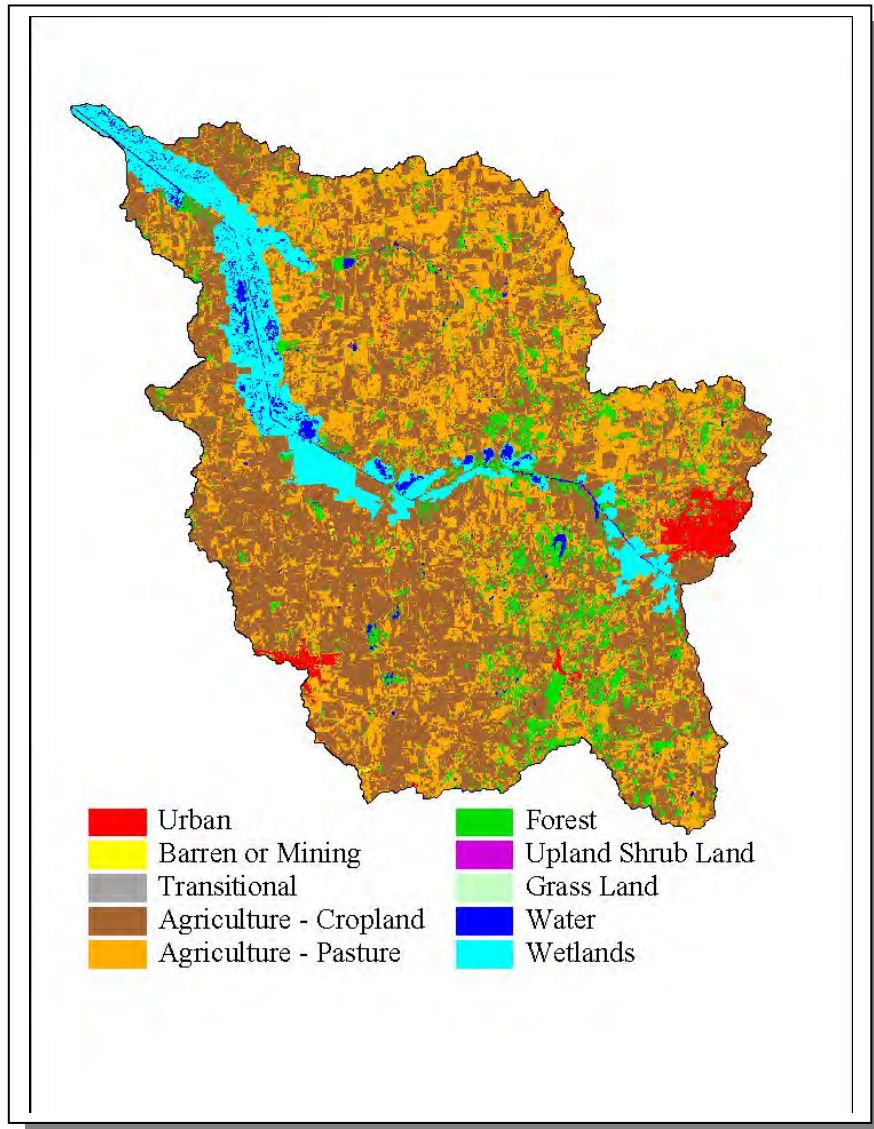 Urban
Barren or Mining
Transitional
Agriculture - Cropland
Agriculture - Pasture
Forest
Upland Shrub Land
Grass Land
Water
Wetlands